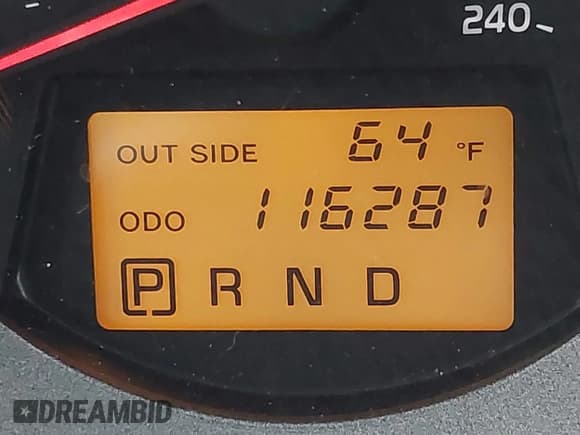 240
OUT SIDE 64 °F
ODO 116287
P R N D
DREAMBID